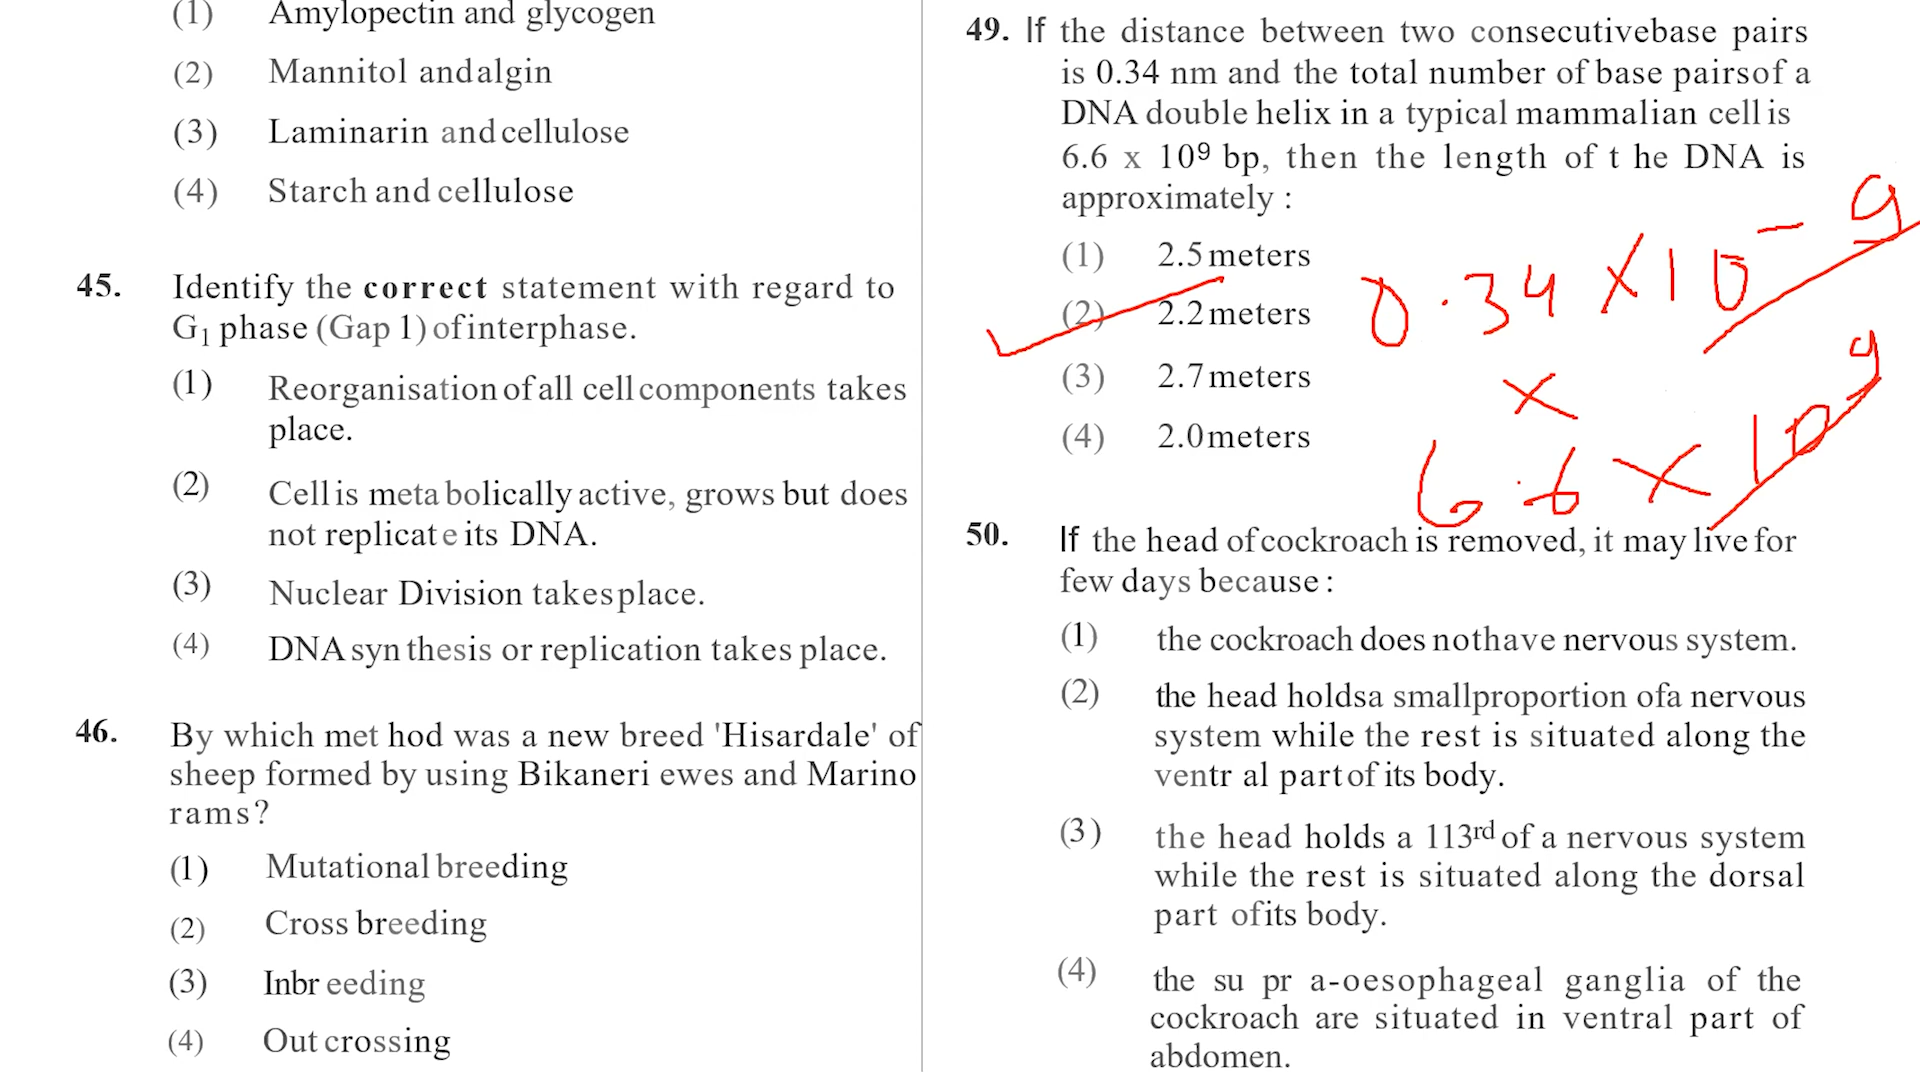 (1) Amylopectin and glycogen
(2) Mannitol and algin
(3) Laminarin and cellulose
(4) Starch and cellulose
45. Identify the correct statement with regard to
G₁ phase (Gap 1) of interphase.
(1) Reorganisation of all cell components takes
place.
(2) Cell is meta bolically active, grows but does
not replicat e its DNA.
(3) Nuclear Division takes place.
(4) DNA syn thesis or replication takes place.
46. By which met hod was a new breed 'Hisardale' of
sheep formed by using Bikaneri ewes and Marino
rams?
(1) Mutational breeding
(2) Cross breeding
(3) Inbr eeding
(4) Out crossing
49. If the distance between two consecutivebase pairs
is 0.34 nm and the total number of base pairsof a
DNA double helix in a typical mammalian cell is
6.6 x 10⁹ bp, then the length of t he DNA is
approximately :
(1) 2.5 meters
(2) 2.2 meters
(3) 2.7 meters
(4) 2.0 meters
0.34 × 10⁻⁹
×
6.6 × 10⁹
50. If the head of cockroach is removed, it may live for
few days because :
(1) the cockroach does nothave nervous system.
(2) the head holdsa smallproportion ofa nervous
system while the rest is situated along the
ventr al part of its body.
(3) the head holds a 113rd of a nervous system
while the rest is situated along the dorsal
part ofits body.
(4) the su pr a-oesophageal ganglia of the
cockroach are situated in ventral part of
abdomen.